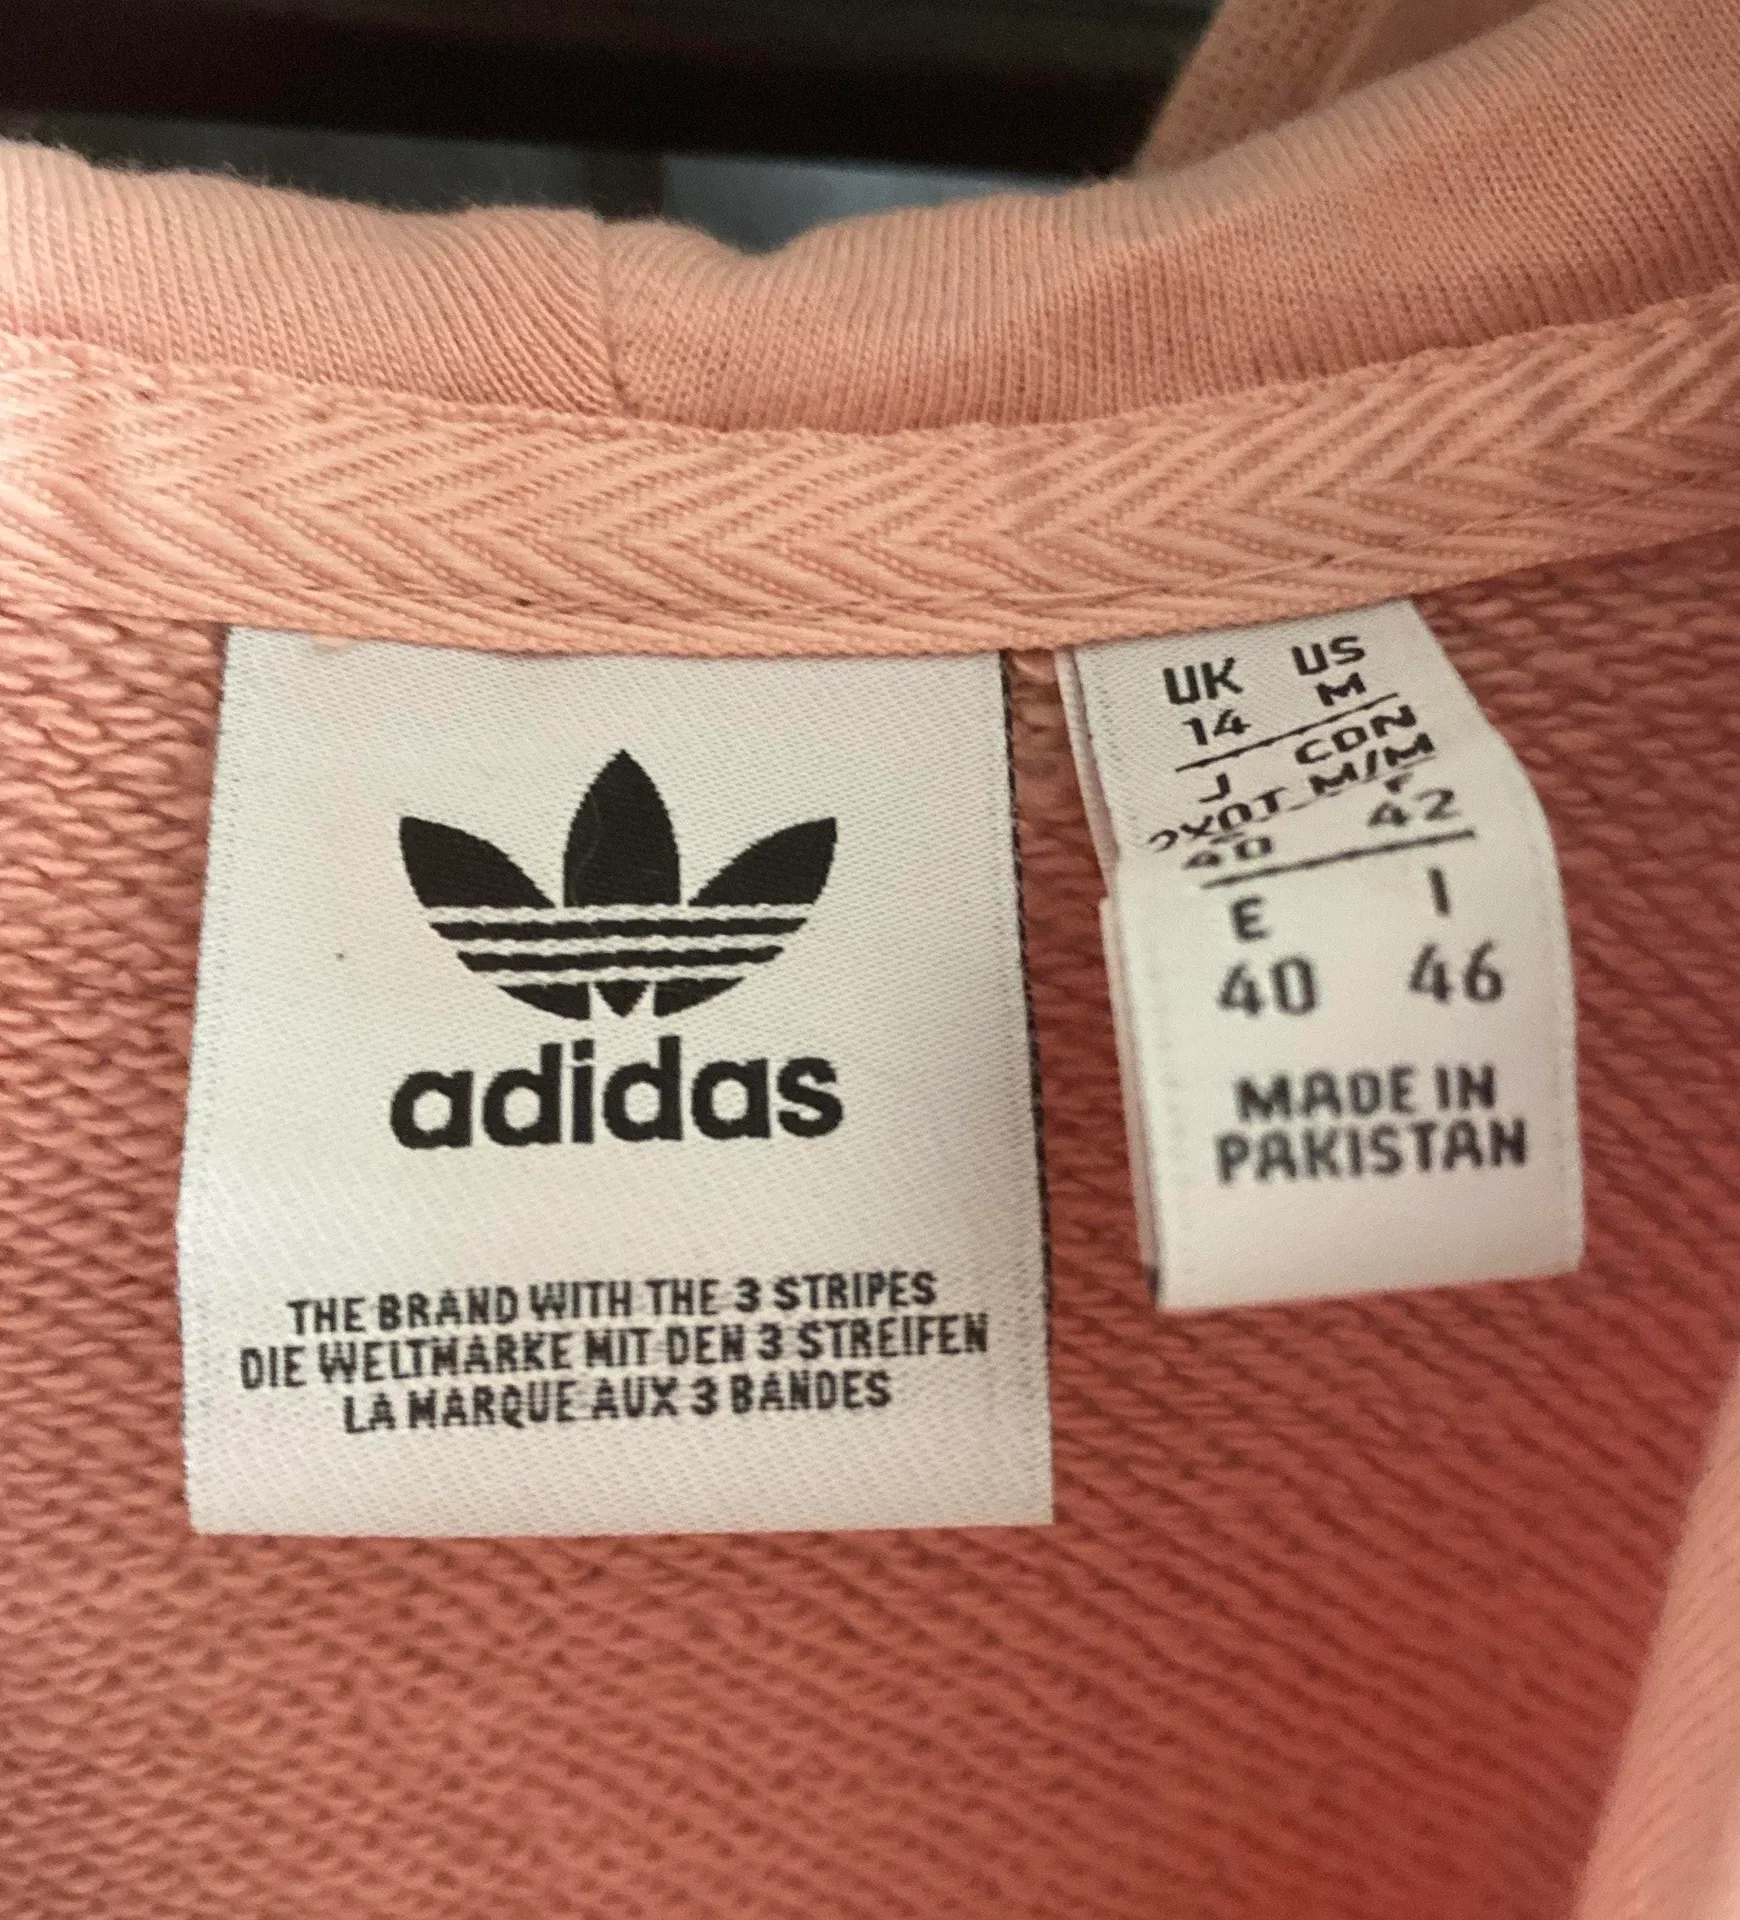 adidas
THE BRAND WITH THE 3 STRIPES
DIE WELTMARKE MIT DEN 3 STREIFEN
LA MARQUE AUX 3 BANDES
UK US
14 M
J CDN
M/M
F
40 42
E I
40 46
MADE IN
PAKISTAN